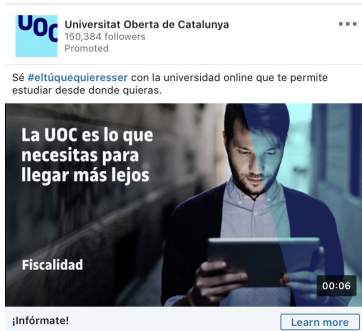 UOC
Universitat Oberta de Catalunya
150,384 followers
Promoted
Sé #eltúquequieresser con la universidad online que te permite
estudiar desde donde quieras.
La UOC es lo que
necesitas para
llegar más lejos
Fiscalidad
00:06
¡Infórmate!
Learn more